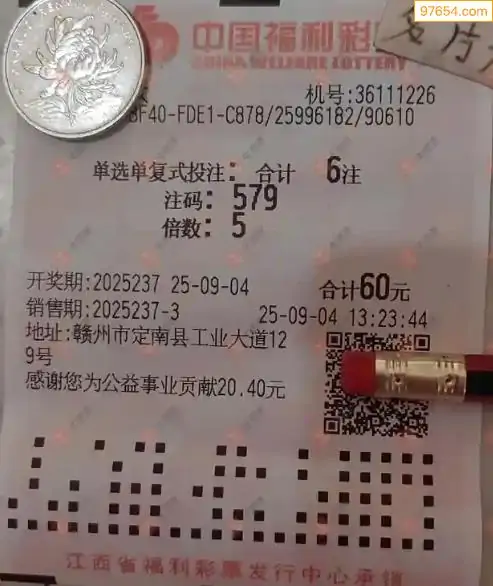 97654.com
中国福利彩
CHINA WELFARE LOTTERY
机号:36111226
8F40-FDE1-C878/25996182/90610
单选单复式投注: 合计 6注
注码: 579
倍数: 5
开奖期:2025237 25-09-04 合计60元
销售期:2025237-3 25-09-04 13:23:44
地址:赣州市定南县工业大道12
9号
感谢您为公益事业贡献20.40元
江西省福利彩票发行中心承销